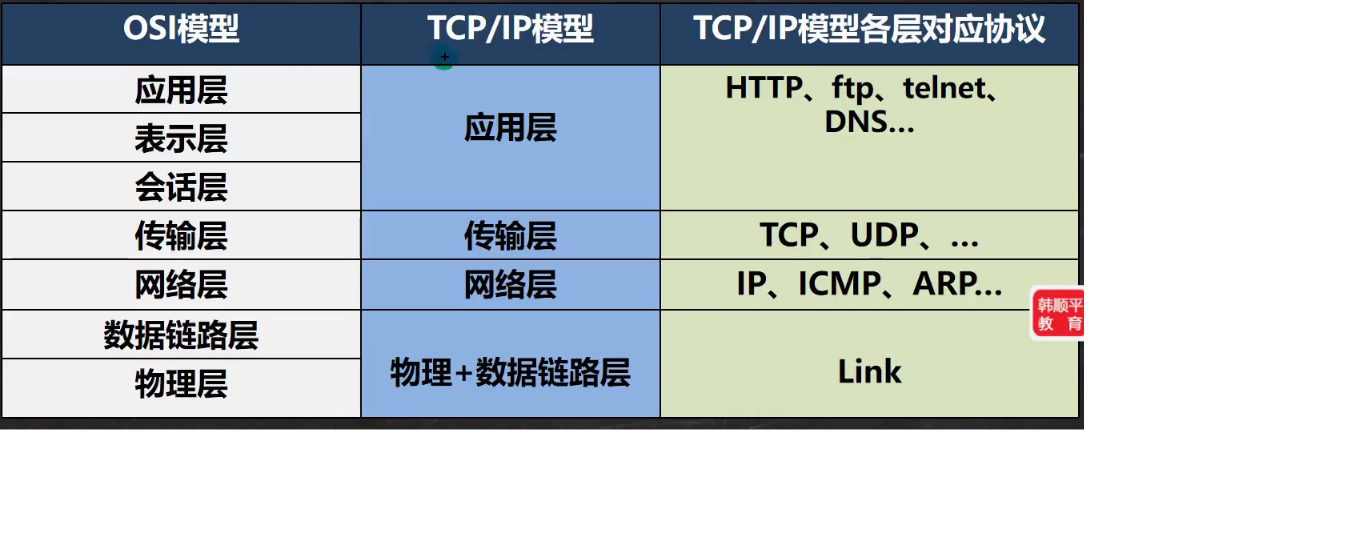 OSI模型
TCP/IP模型
TCP/IP模型各层对应协议
应用层
表示层
会话层
应用层
HTTP、ftp、telnet、
DNS…
传输层
传输层
TCP、UDP、…
网络层
网络层
IP、ICMP、ARP…
数据链路层
物理层
物理+数据链路层
Link
韩顺平
教 育